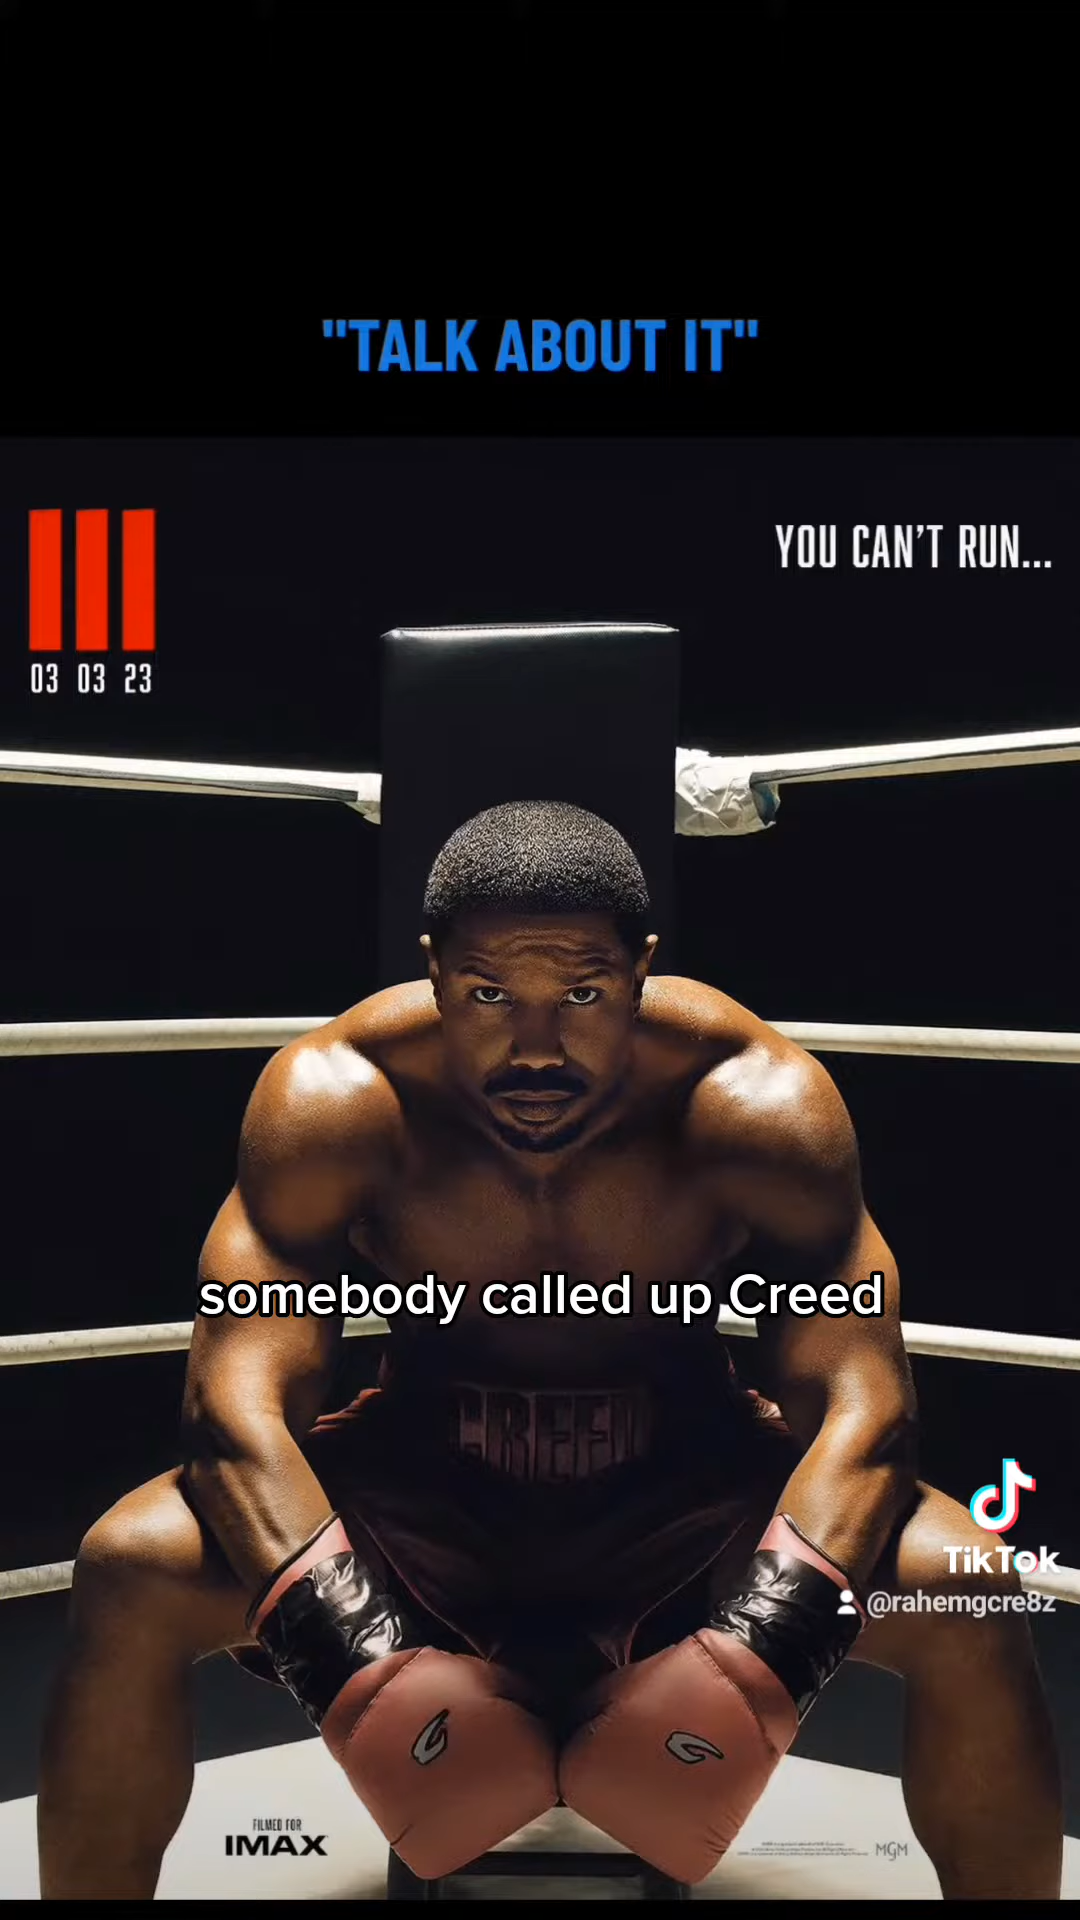 "TALK ABOUT IT"
YOU CAN'T RUN...
03 03 23
somebody called up Creed
CREED
TikTok
@rahemgcre8z
FILMED FOR
IMAX
MGM